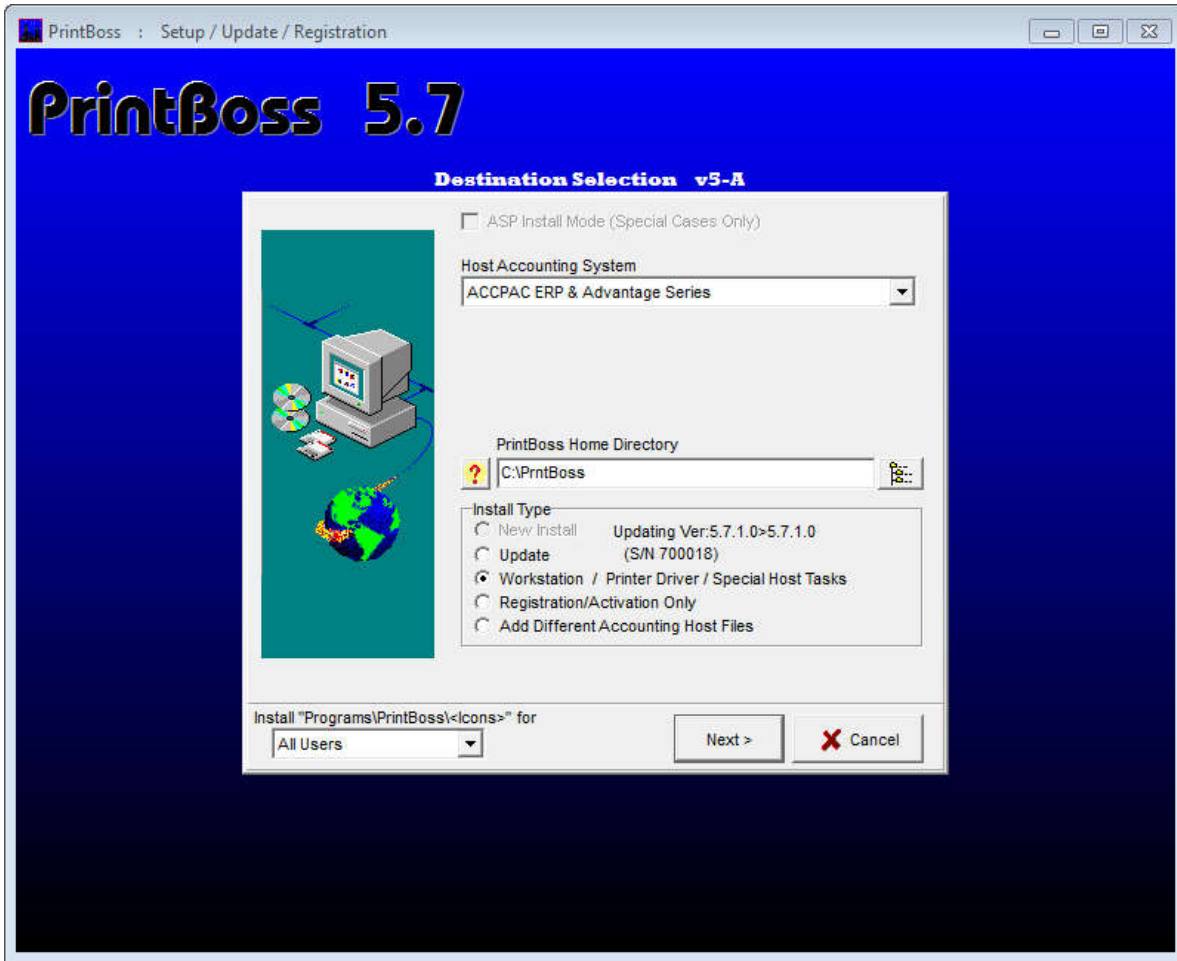 PrintBoss : Setup / Update / Registration
PrintBoss 5.7
Destination Selection v5-A
ASP Install Mode (Special Cases Only)
Host Accounting System
ACCPAC ERP & Advantage Series
PrintBoss Home Directory
? C:\PrntBoss
Install Type
New Install Updating Ver:5.7.1.0>5.7.1.0
Update (S/N 700018)
Workstation / Printer Driver / Special Host Tasks
Registration/Activation Only
Add Different Accounting Host Files
Install "Programs\PrintBoss\<Icons>" for
All Users
Next >
Cancel